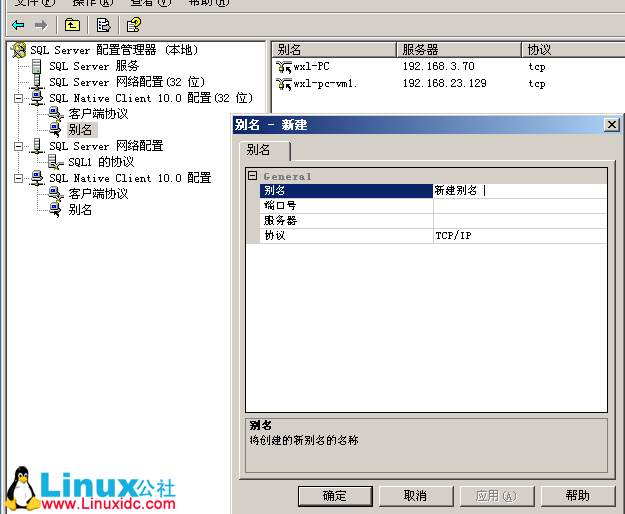 文件(F) 操作(A) 查看(V) 帮助(H)
SQL Server 配置管理器 (本地)
SQL Server 服务
SQL Server 网络配置(32 位)
SQL Native Client 10.0 配置(32 位)
客户端协议
别名
SQL Server 网络配置
SQL1 的协议
SQL Native Client 10.0 配置
客户端协议
别名
别名 服务器 协议
wxl-PC 192.168.3.70 tcp
wxl-pc-vm1. 192.168.23.129 tcp
别名 - 新建
别名
General
别名 新建别名
端口号
服务器
协议 TCP/IP
别名
将创建的新别名的名称
确定 取消 应用(A) 帮助
Linux公社
www.Linuxidc.com